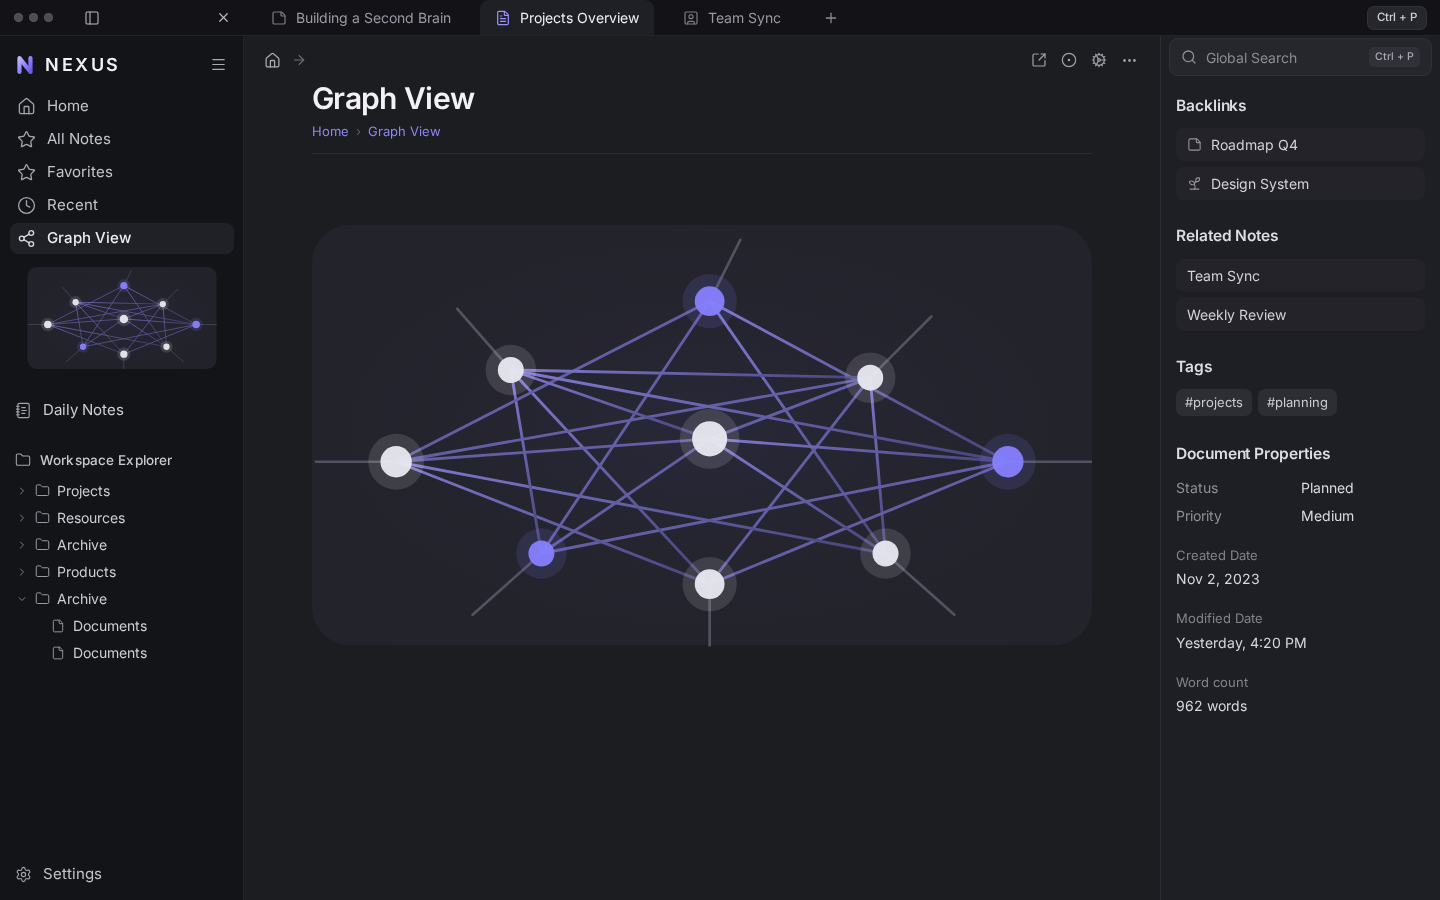 Building a Second Brain
Projects Overview
Team Sync
Ctrl + P
NEXUS
Home
All Notes
Favorites
Recent
Graph View
Daily Notes
Workspace Explorer
Projects
Resources
Archive
Products
Archive
Documents
Documents
Settings
Graph View
Home › Graph View
Global Search Ctrl + P
Backlinks
Roadmap Q4
Design System
Related Notes
Team Sync
Weekly Review
Tags
#projects #planning
Document Properties
Status Planned
Priority Medium
Created Date
Nov 2, 2023
Modified Date
Yesterday, 4:20 PM
Word count
962 words